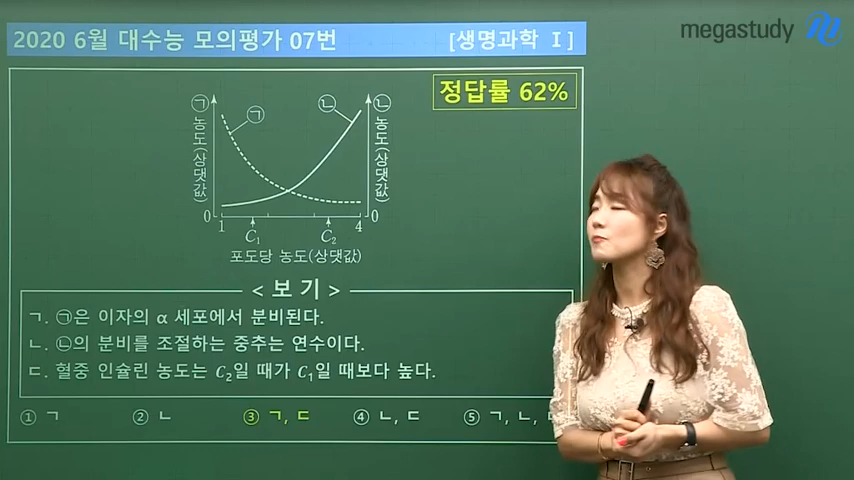 2020 6월 대수능 모의평가 07번 [생명과학 Ⅰ]
megastudy
정답률 62%
㉠ 농도(상댓값)
㉠
㉡
㉡ 농도(상댓값)
0
0
1
4
C₁
C₂
포도당 농도(상댓값)
< 보 기 >
ㄱ. ㉠은 이자의 α 세포에서 분비된다.
ㄴ. ㉡의 분비를 조절하는 중추는 연수이다.
ㄷ. 혈중 인슐린 농도는 C₂일 때가 C₁일 때보다 높다.
① ㄱ ② ㄴ ③ ㄱ, ㄷ ④ ㄴ, ㄷ ⑤ ㄱ, ㄴ,